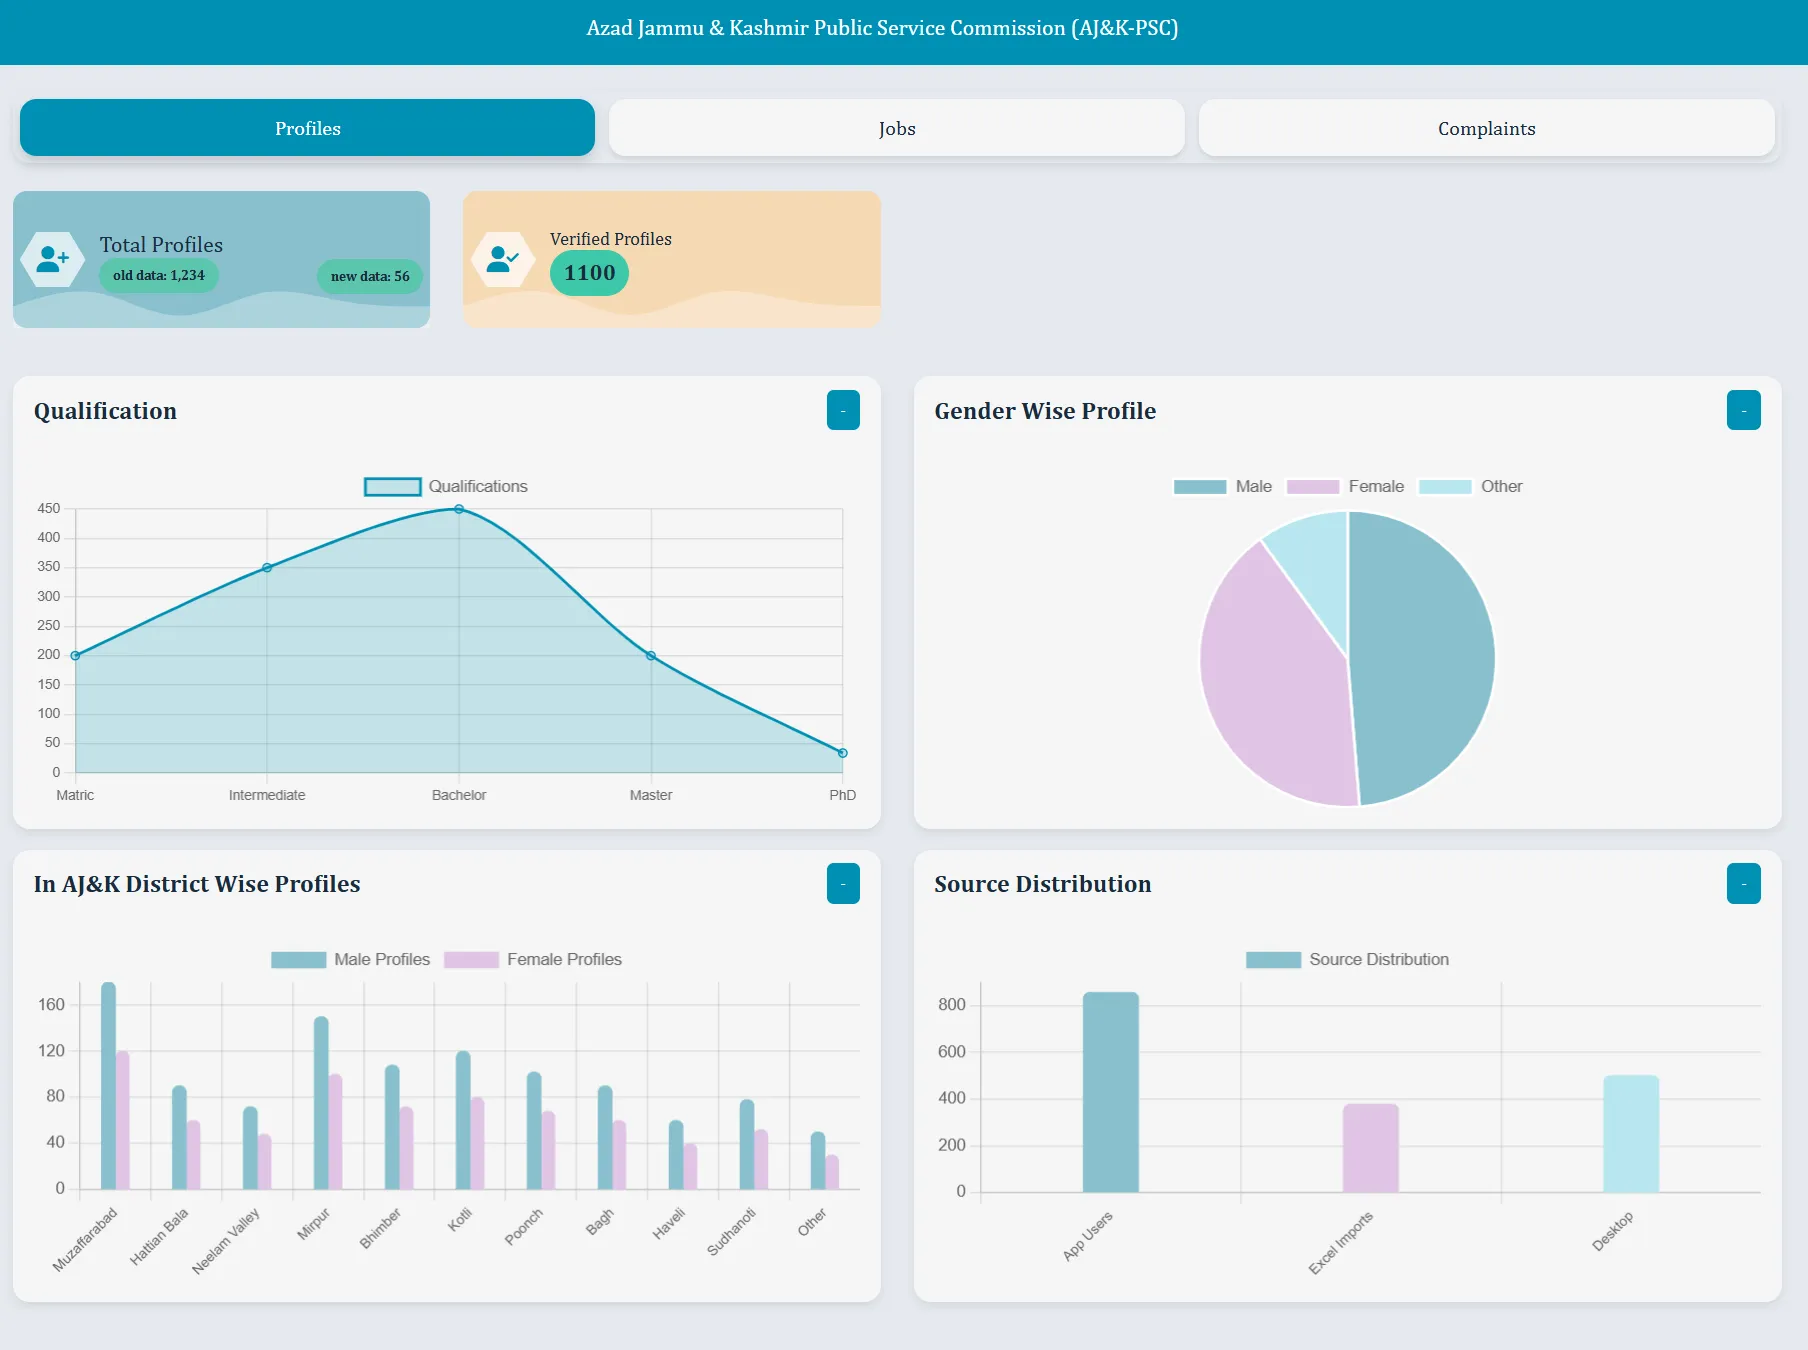 Azad Jammu & Kashmir Public Service Commission (AJ&K-PSC)
Profiles
Jobs
Complaints
Total Profiles
old data: 1,234
new data: 56
Verified Profiles
1100
Qualification
-
Qualifications
450
400
350
300
250
200
150
100
50
0
Matric
Intermediate
Bachelor
Master
PhD
Gender Wise Profile
-
Male
Female
Other
In AJ&K District Wise Profiles
-
Male Profiles
Female Profiles
160
120
80
40
0
Muzaffarabad
Hattian Bala
Neelam Valley
Mirpur
Bhimber
Kotli
Poonch
Bagh
Haveli
Sudhanoti
Other
Source Distribution
-
Source Distribution
800
600
400
200
0
App Users
Excel Imports
Desktop